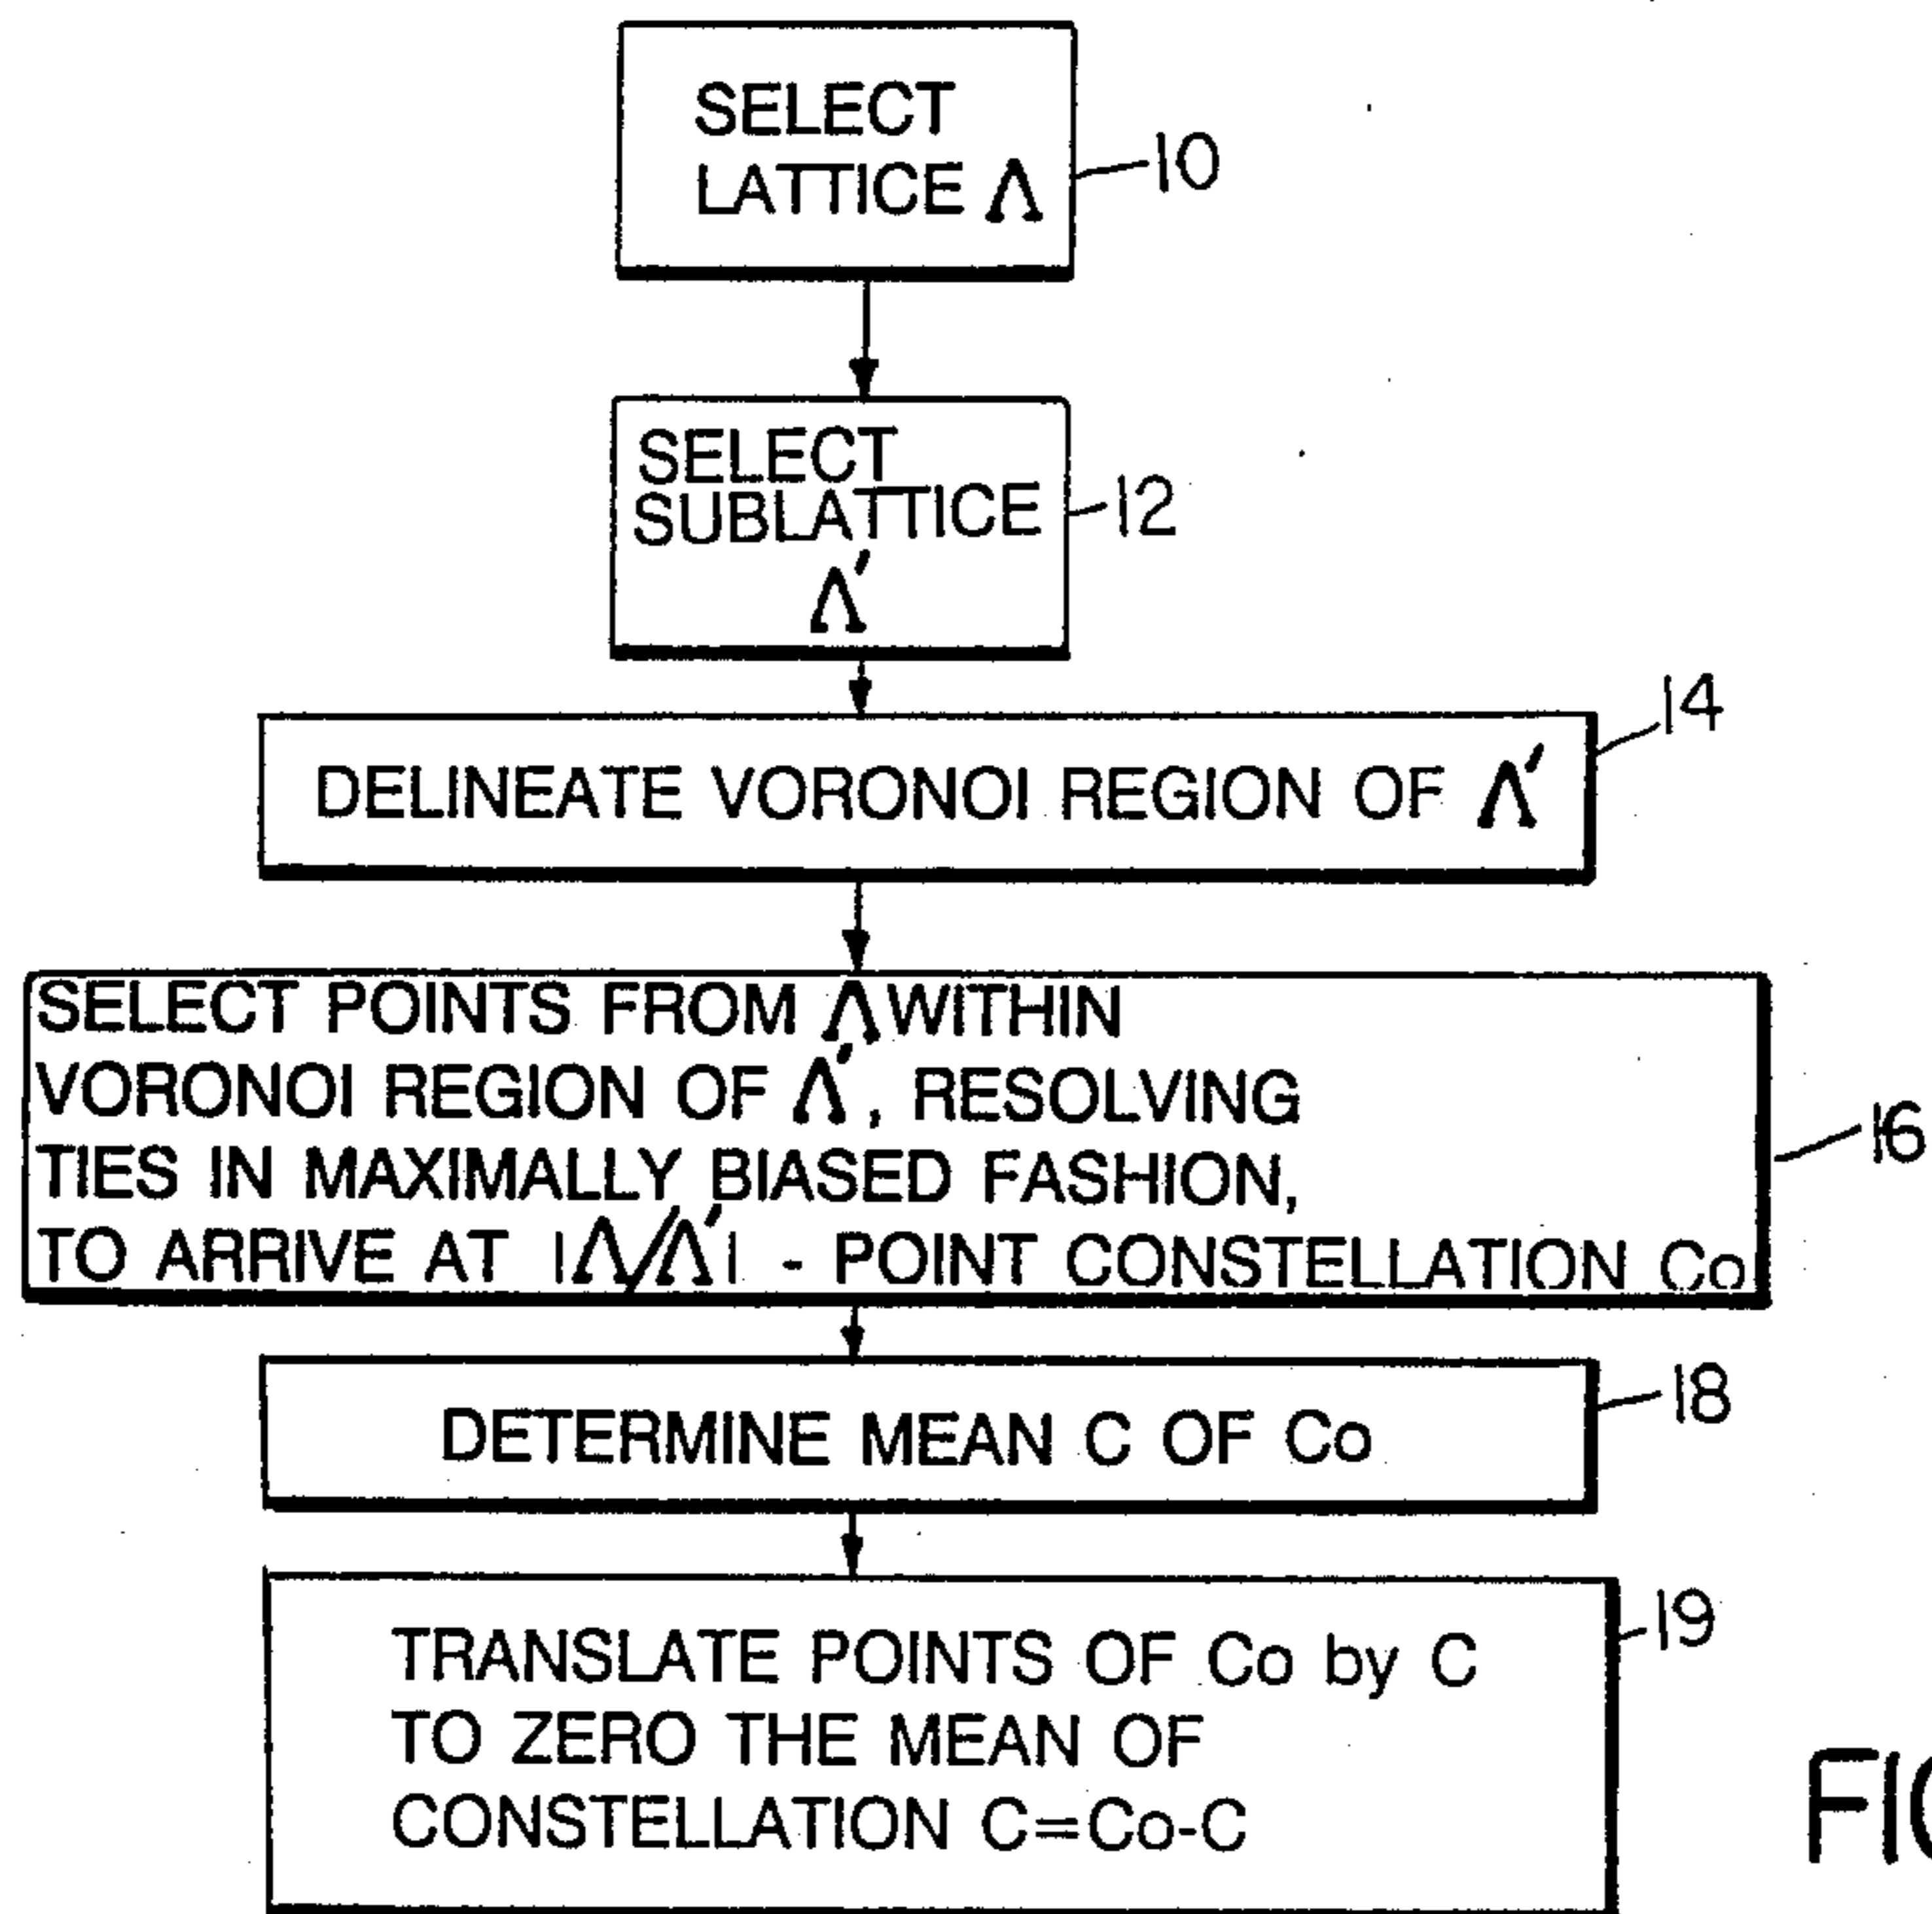 SELECT
LATTICE Λ
10
SELECT
SUBLATTICE
Λ′
12
DELINEATE VORONOI REGION OF Λ′
14
SELECT POINTS FROM Λ WITHIN
VORONOI REGION OF Λ′, RESOLVING
TIES IN MAXIMALLY BIASED FASHION,
TO ARRIVE AT |Λ/Λ′| - POINT CONSTELLATION Co
16
DETERMINE MEAN C OF Co
18
TRANSLATE POINTS OF Co by C
TO ZERO THE MEAN OF
CONSTELLATION C=Co-C
19